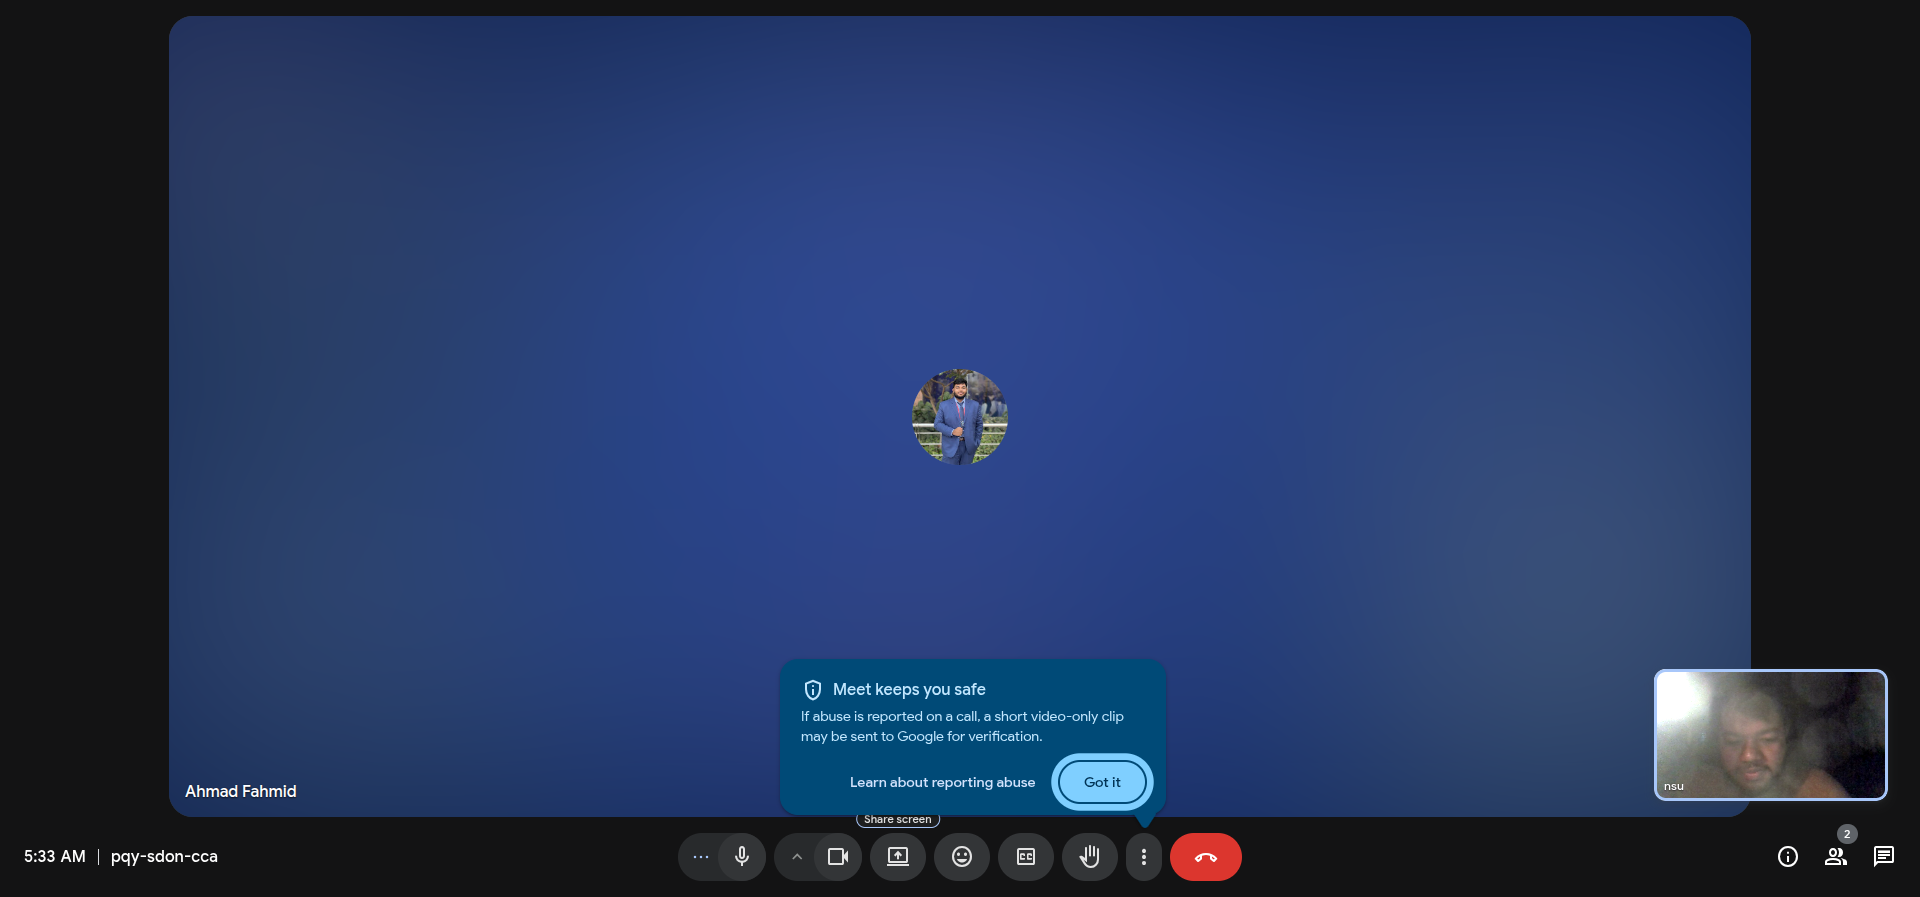 Meet keeps you safe
If abuse is reported on a call, a short video-only clip
may be sent to Google for verification.
Learn about reporting abuse Got it
nsu
Ahmad Fahmid
Share screen
2
5:33 AM | pqy-sdon-cca
CC